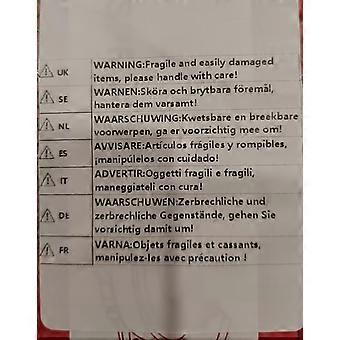 UK WARNING:Fragile and easily damaged
items, please handle with care!
SE WARNEN:Sköra och brytbara föremål,
hantera dem varsamt!
NL WAARSCHUWING:Kwetsbare en breekbare
voorwerpen, ga er voorzichtig mee om!
ES AVVISARE:Artículos frágiles y rompibles,
¡manipúlelos con cuidado!
IT ADVERTIR:Oggetti fragili e fragili,
maneggiateli con cura!
DE WAARSCHUWEN:Zerbrechliche und
zerbrechliche Gegenstände, gehen Sie
vorsichtig damit um!
FR VARNA:Objets fragiles et cassants,
manipulez-les avec précaution !